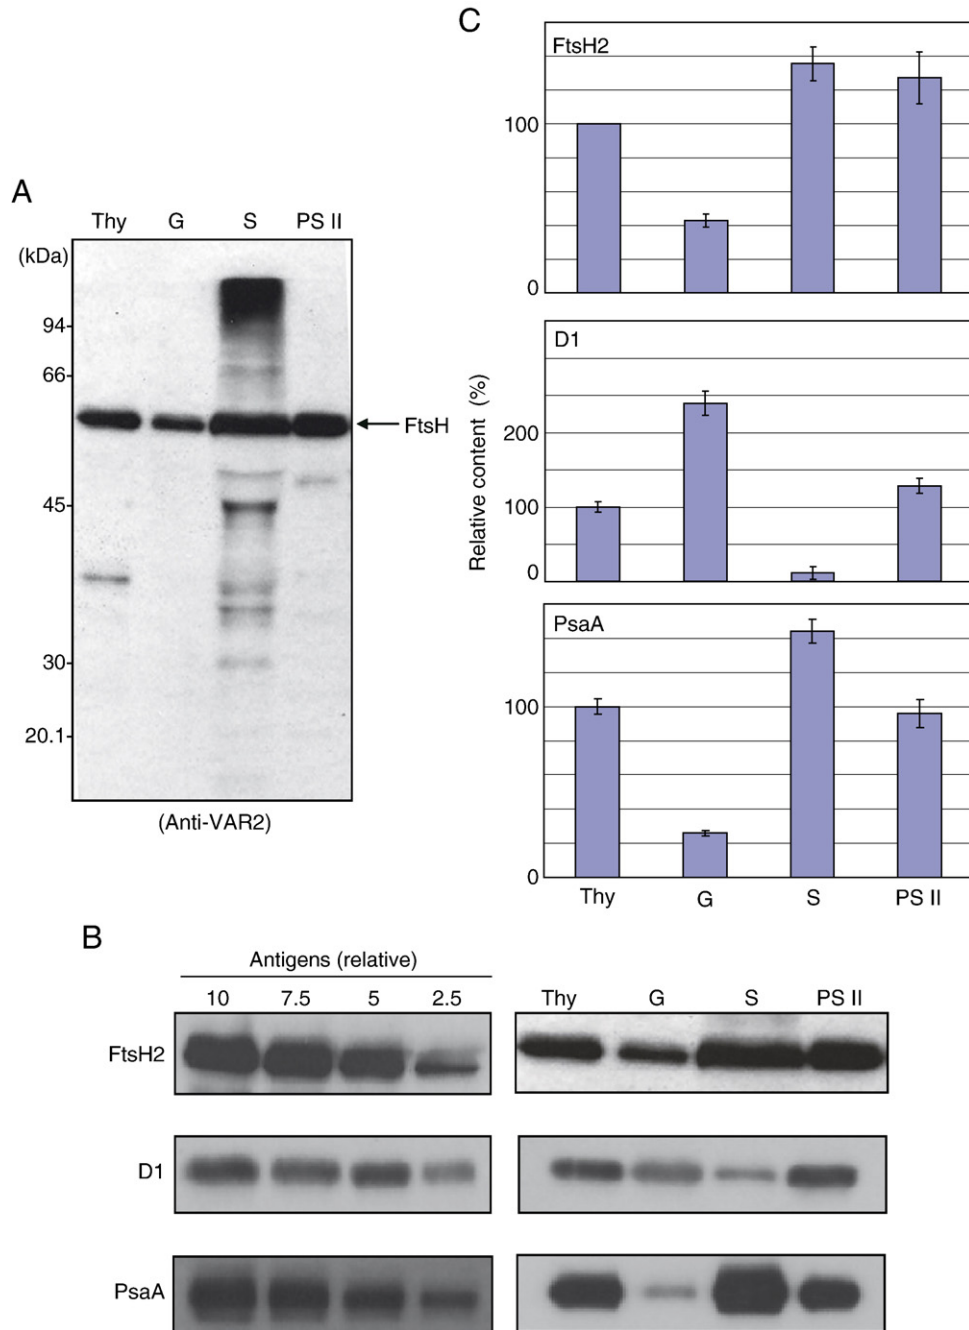 A
Thy G S PS II
(kDa)
94-
66-
FtsH
45-
30-
20.1-
(Anti-VAR2)
C
FtsH2
100
0
D1
200
100
0
PsaA
100
0
Relative content (%)
Thy G S PS II
B
Antigens (relative)
10 7.5 5 2.5
Thy G S PS II
FtsH2
D1
PsaA